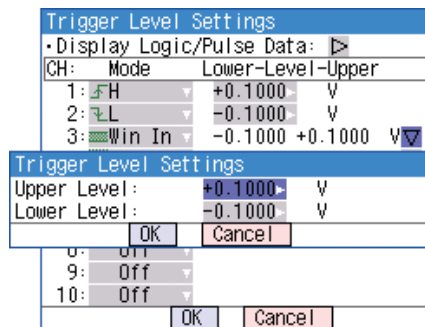 Trigger Level Settings
・Display Logic/Pulse Data:
CH: Mode Lower-Level-Upper
1: H +0.1000 V
2: L -0.1000 V
3: Win In -0.1000 +0.1000 V
Trigger Level Settings
Upper Level: +0.1000 V
Lower Level: -0.1000 V
OK Cancel
9: Off
10: Off
OK Cancel